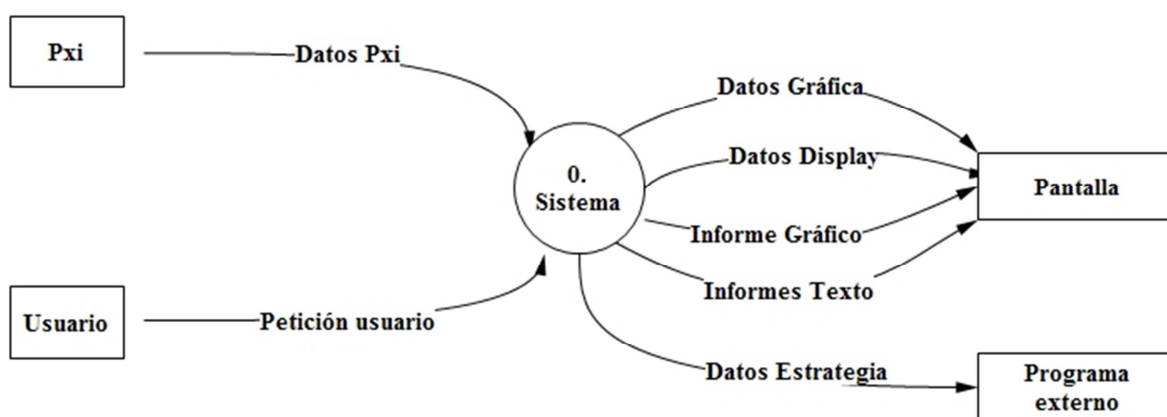 Pxi
Datos Pxi
Datos Gráfica
Datos Display
0.
Sistema
Pantalla
Informe Gráfico
Informes Texto
Usuario
Petición usuario
Datos Estrategia
Programa
externo